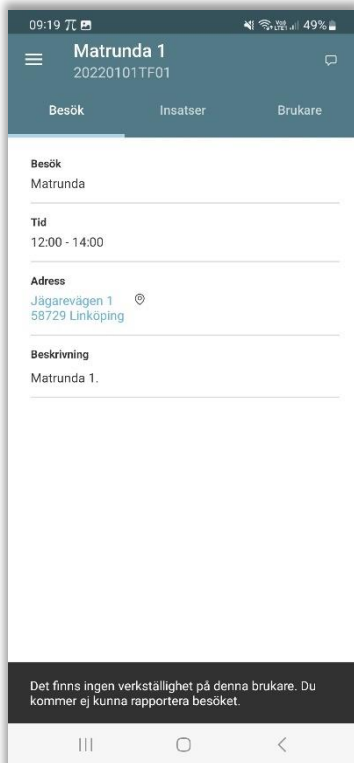 09:19 49%
Matrunda 1
20220101TF01
Besök Insatser Brukare
Besök
Matrunda
Tid
12:00 - 14:00
Adress
Jägarevägen 1
58729 Linköping
Beskrivning
Matrunda 1.
Det finns ingen verkställighet på denna brukare. Du
kommer ej kunna rapportera besöket.